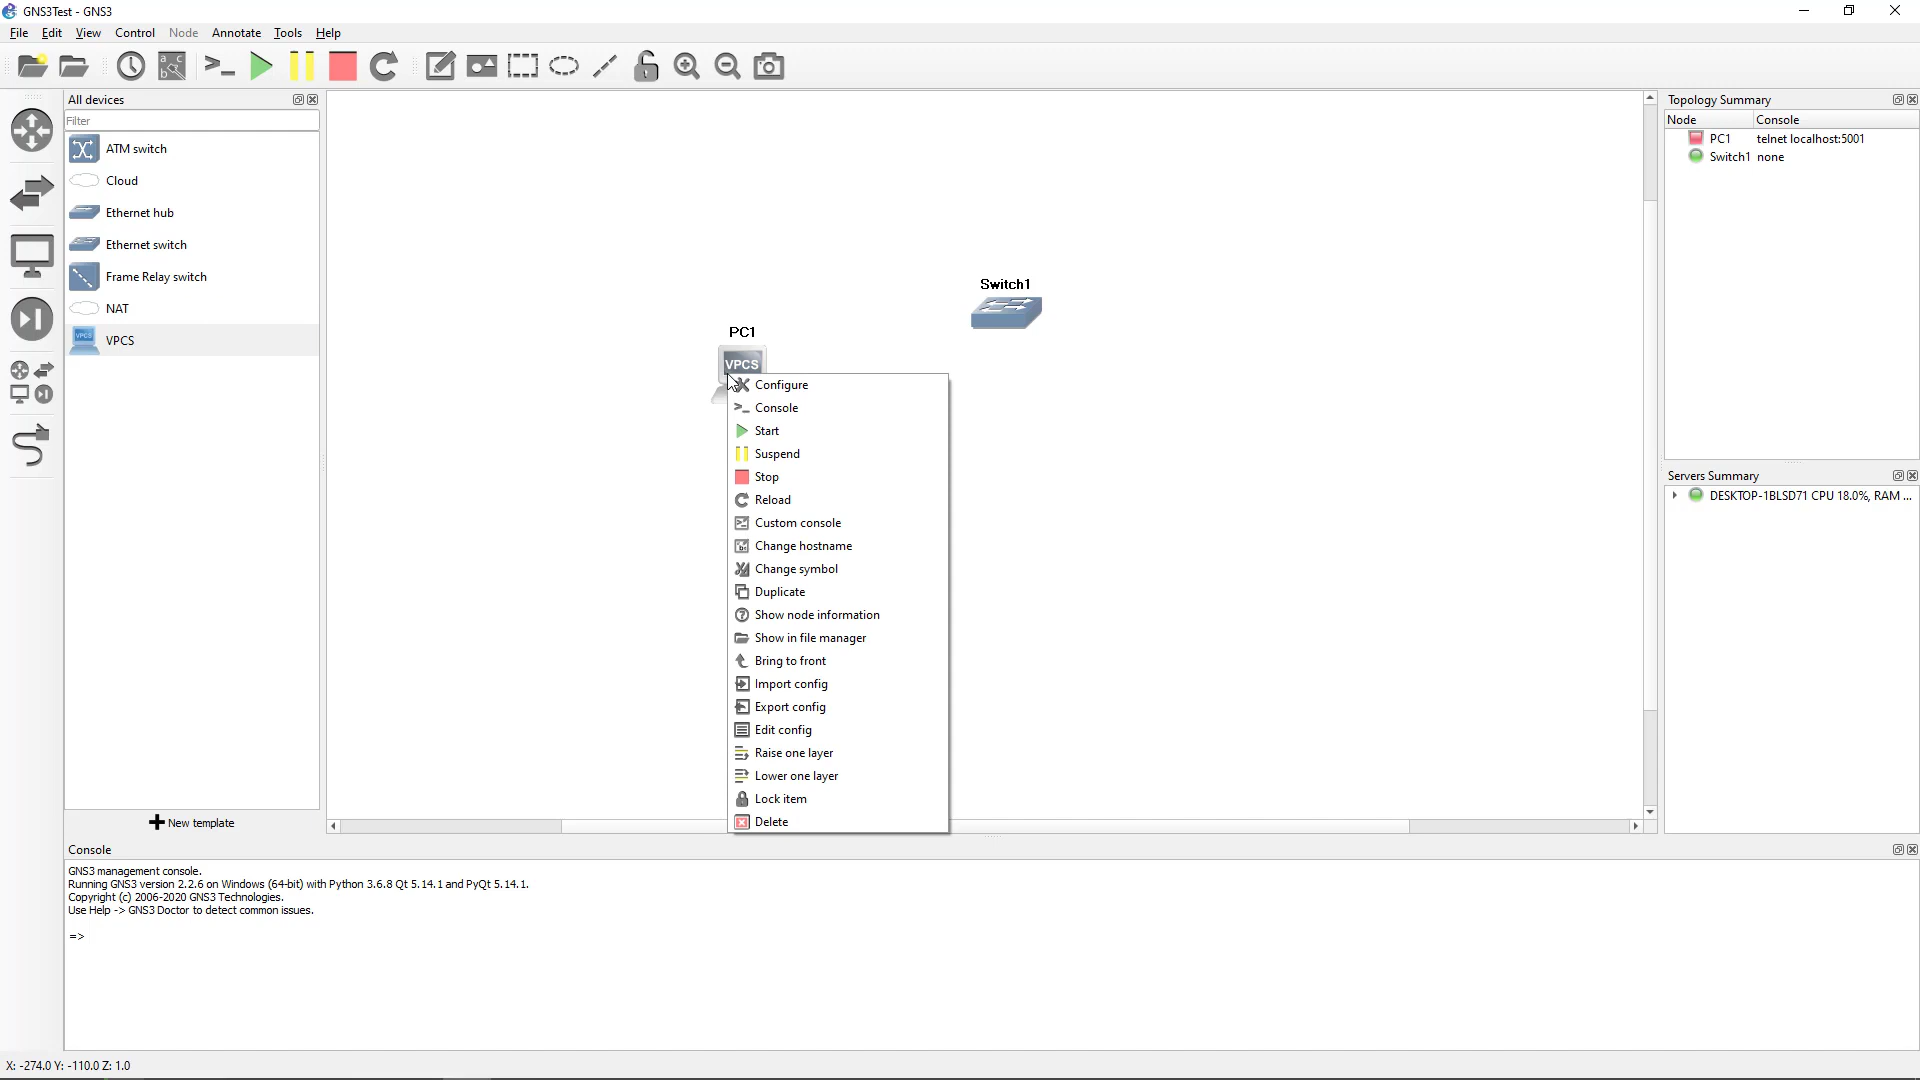 GNS3Test - GNS3
File Edit View Control Node Annotate Tools Help
All devices
Filter
ATM switch
Cloud
Ethernet hub
Ethernet switch
Frame Relay switch
NAT
VPCS
VPCS
New template
Switch1
PC1
VPCS
Configure
Console
Start
Suspend
Stop
Reload
Custom console
Change hostname
Change symbol
Duplicate
Show node information
Show in file manager
Bring to front
Import config
Export config
Edit config
Raise one layer
Lower one layer
Lock item
Delete
Topology Summary
Node Console
PC1 telnet localhost:5001
Switch1 none
Servers Summary
DESKTOP-1BLSD71 CPU 18.0%, RAM ...
Console
GNS3 management console.
Running GNS3 version 2.2.6 on Windows (64-bit) with Python 3.6.8 Qt 5.14.1 and PyQt 5.14.1.
Copyright (c) 2006-2020 GNS3 Technologies.
Use Help -> GNS3 Doctor to detect common issues.
=>
X: -274.0 Y: -110.0 Z: 1.0